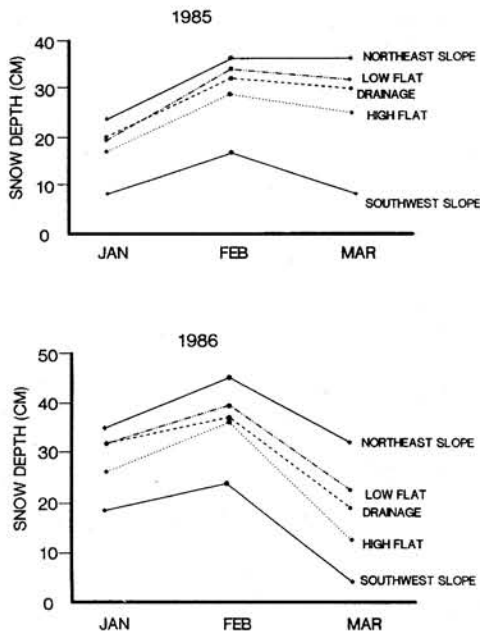 1985
SNOW DEPTH (CM)
40
30
20
10
0
NORTHEAST SLOPE
LOW FLAT
DRAINAGE
HIGH FLAT
SOUTHWEST SLOPE
JAN FEB MAR
1986
SNOW DEPTH (CM)
50
40
30
20
10
0
NORTHEAST SLOPE
LOW FLAT
DRAINAGE
HIGH FLAT
SOUTHWEST SLOPE
JAN FEB MAR